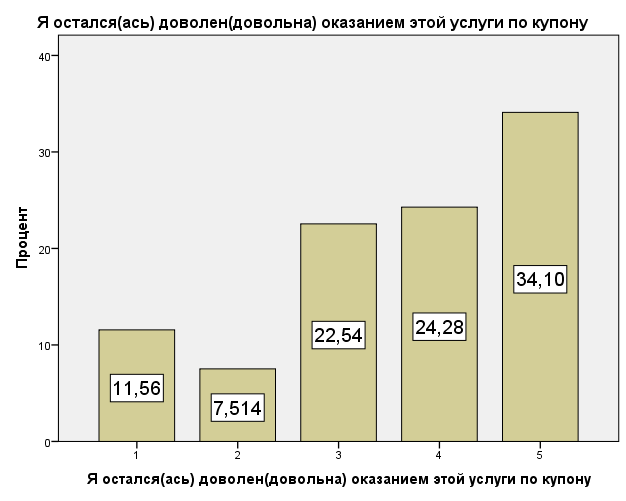 Я остался(ась) доволен(довольна) оказанием этой услуги по купону
40
30
20
10
0
Процент
11,56
7,514
22,54
24,28
34,10
1 2 3 4 5
Я остался(ась) доволен(довольна) оказанием этой услуги по купону